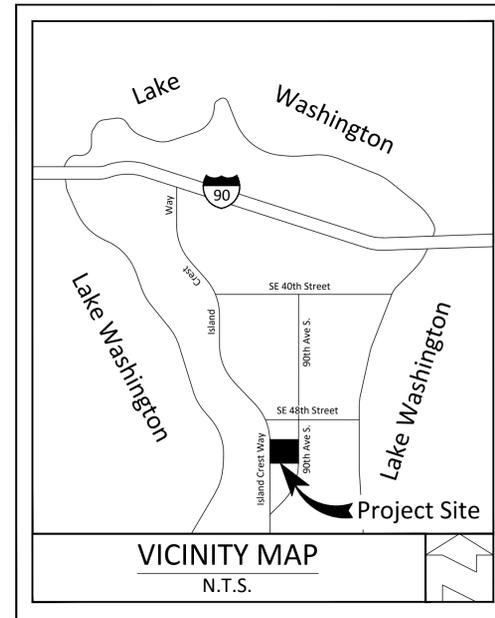 Lake
Washington
90
Way
Crest
Island
SE 40th Street
90th Ave S.
Lake Washington
Lake Washington
SE 48th Street
Island Crest Way
90th Ave S.
Project Site
VICINITY MAP
N.T.S.